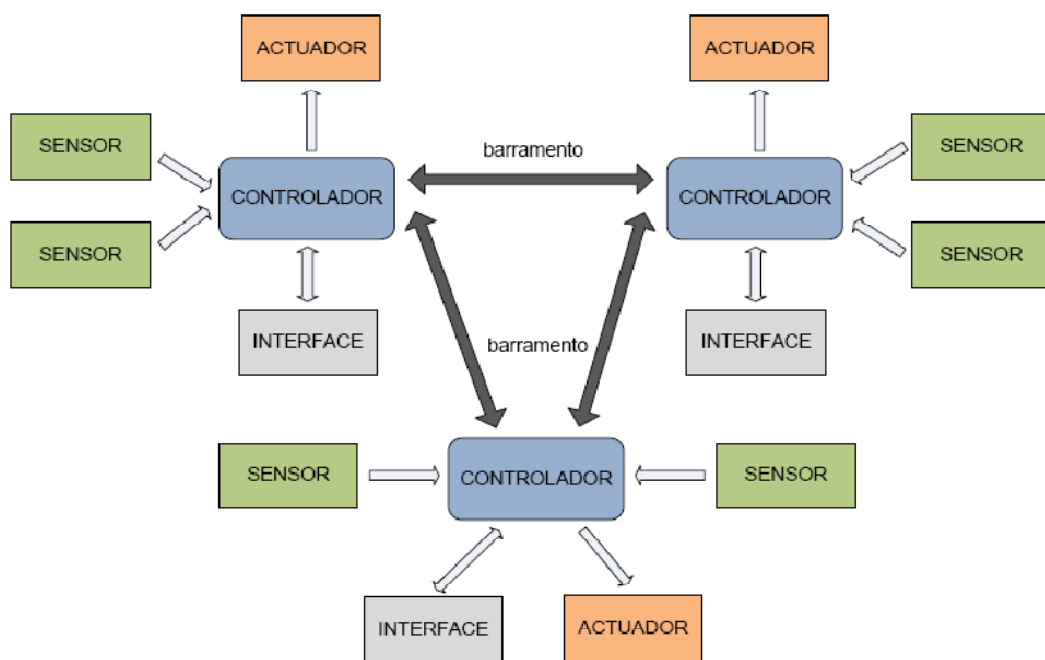 ACTUADOR
ACTUADOR
SENSOR
SENSOR
barramento
CONTROLADOR
CONTROLADOR
SENSOR
SENSOR
INTERFACE
INTERFACE
barramento
SENSOR
CONTROLADOR
SENSOR
INTERFACE
ACTUADOR